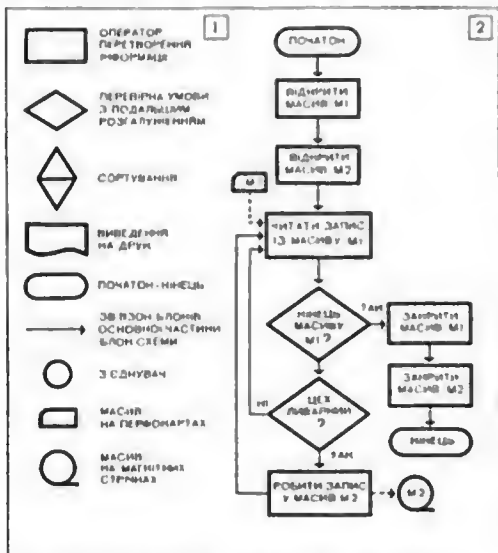 1
ОПЕРАТОР
ПЕРЕТВОРЕННЯ
ІНФОРМАЦІЇ
ПЕРЕВІРКА УМОВИ
З ПОДАЛЬШИМ
РОЗГАЛУЖЕННЯМ
СОРТУВАННЯ
ВИВЕДЕННЯ
НА ДРУК
ПОЧАТОК-КІНЕЦЬ
ЗВ'ЯЗОК БЛОКІВ
ОСНОВНОЇ ЧАСТИНИ
БЛОК СХЕМИ
З'ЄДНУВАЧ
МАСИВ
НА ПЕРФОКАРТАХ
МАСИВ
НА МАГНІТНИХ
СТРІЧКАХ
2
ПОЧАТОК
ВІДКРИТИ
МАСИВ М1
ВІДКРИТИ
МАСИВ М2
М
ЧИТАТИ ЗАПИС
ІЗ МАСИВУ М1
КІНЕЦЬ
МАСИВУ
М1?
ТАК
ЗАКРИТИ
МАСИВ М1
ЗАКРИТИ
МАСИВ М2
КІНЕЦЬ
ЦЕХ
ЛИВАРНИЙ
?
НІ
ТАК
РОБИТИ ЗАПИС
У МАСИВ М2
М2